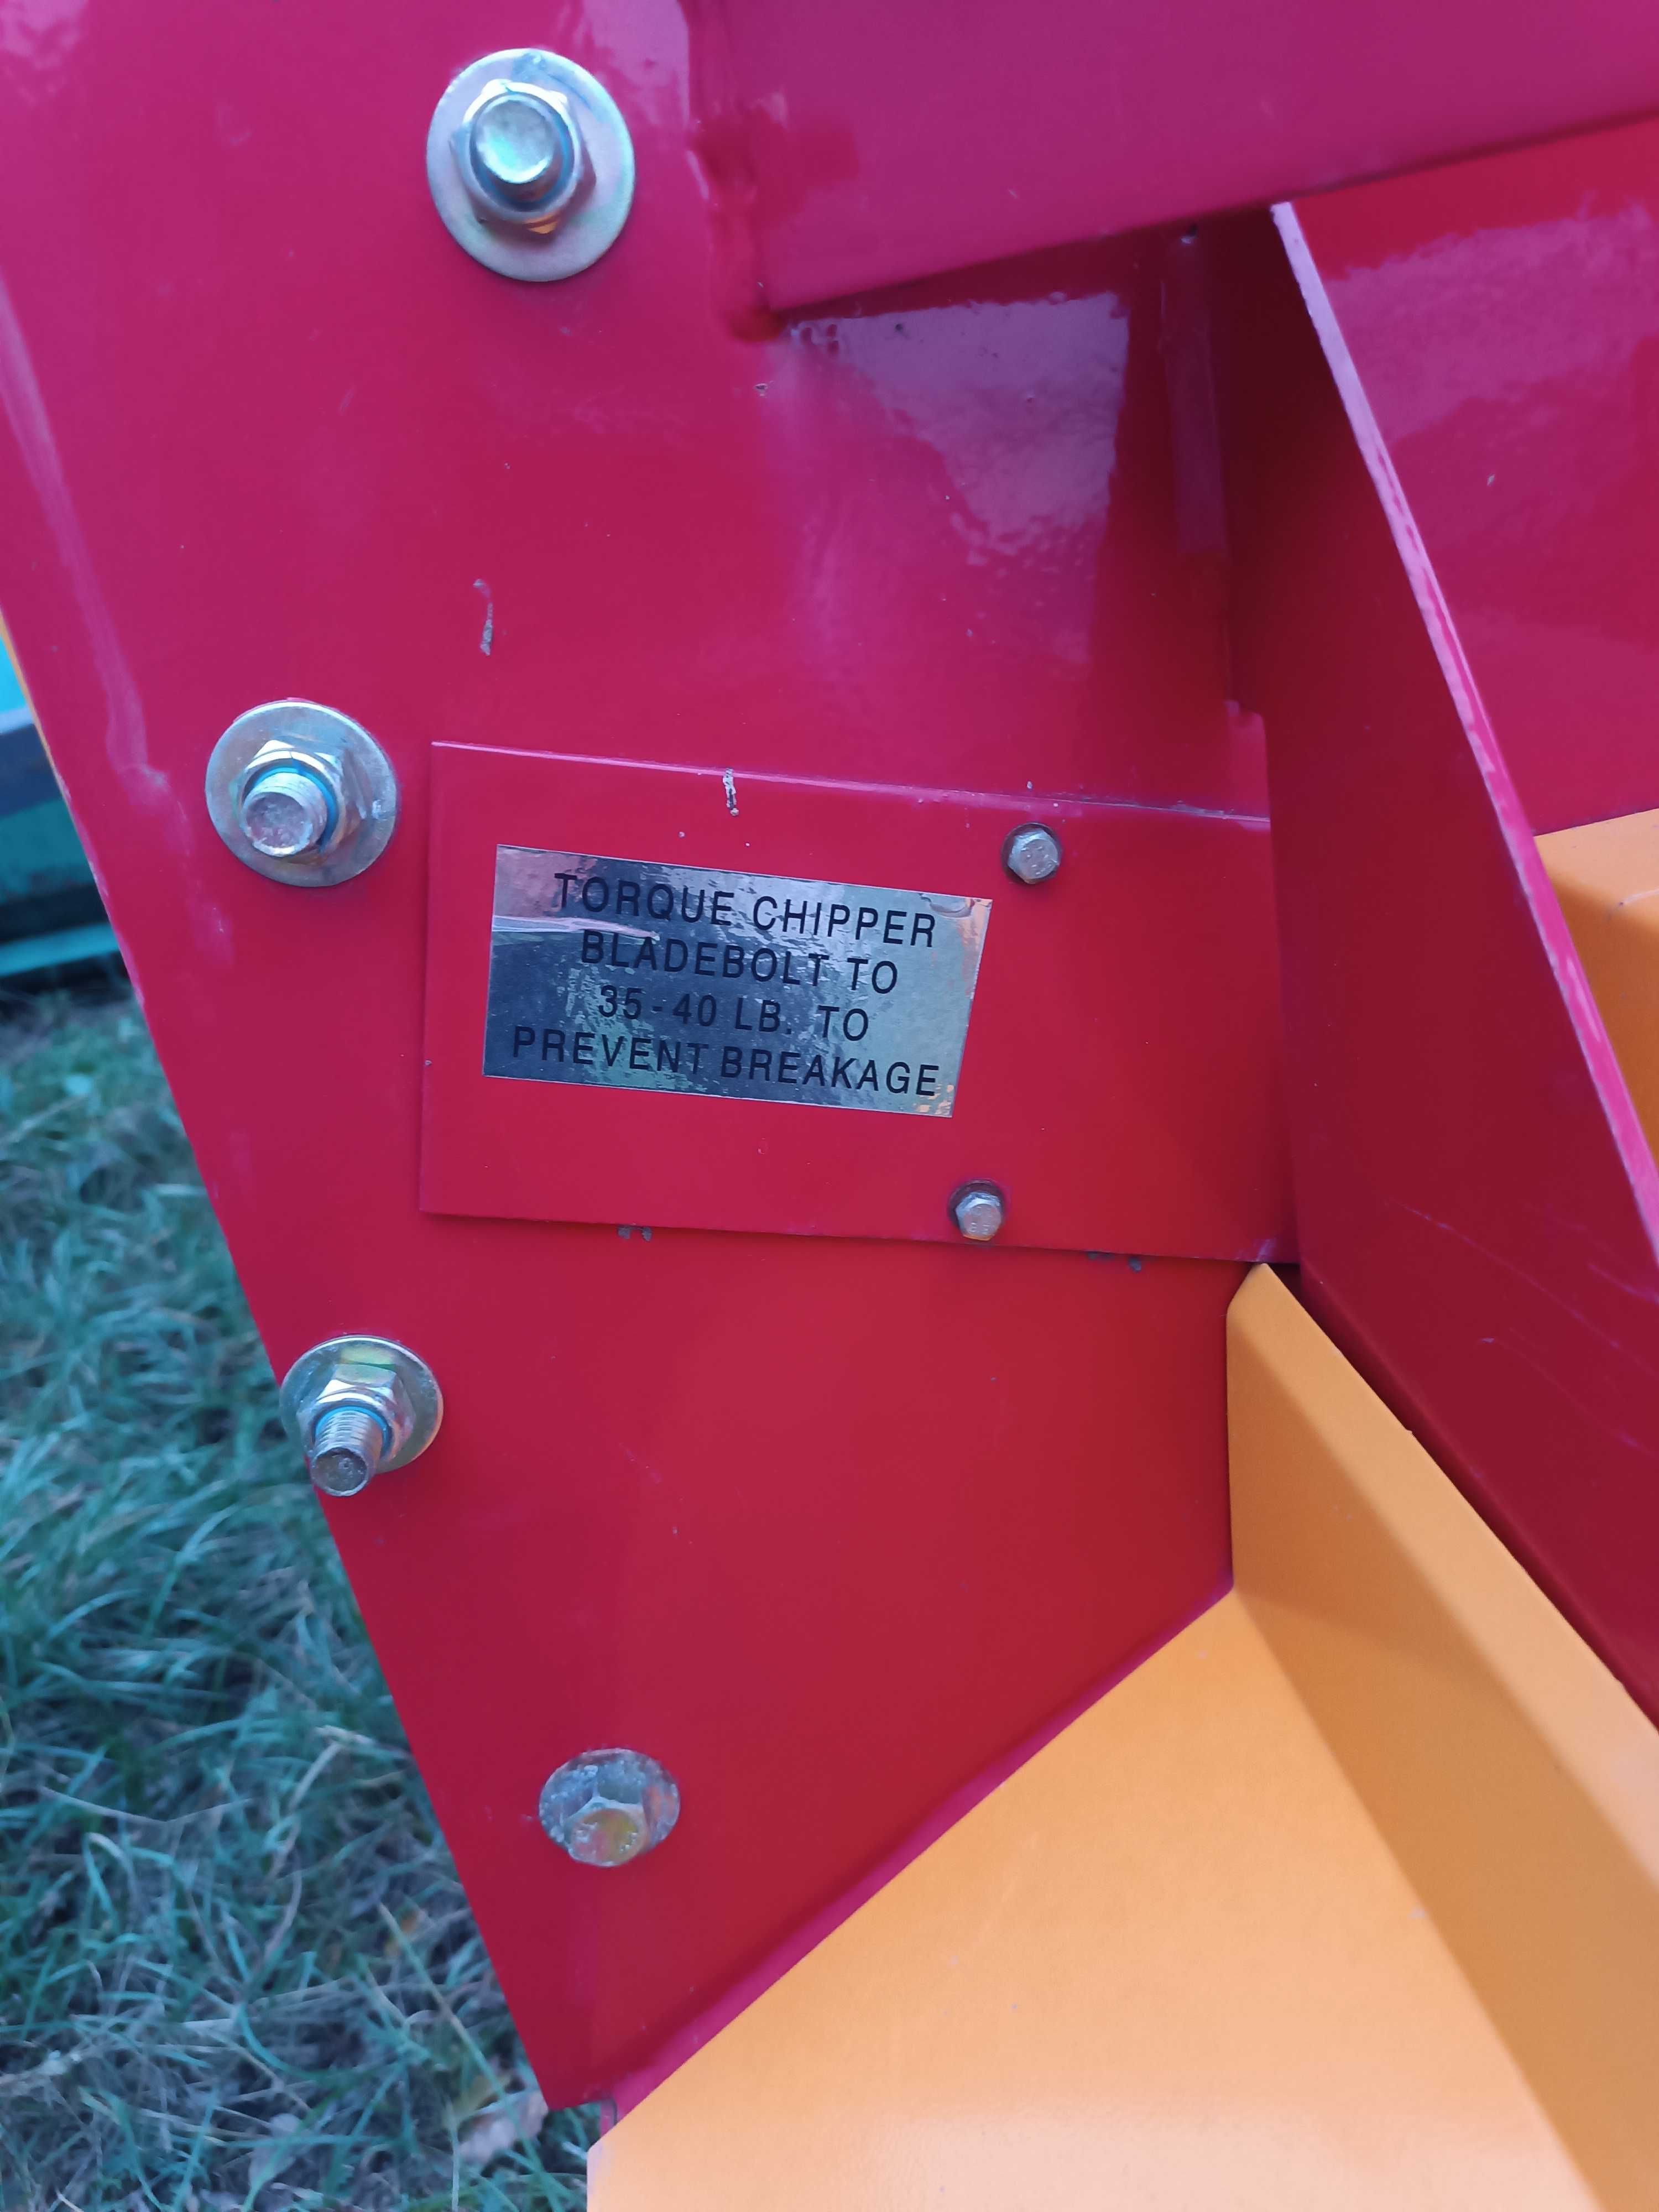 TORQUE CHIPPER
BLADEBOLT TO
35-40 LB. TO
PREVENT BREAKAGE